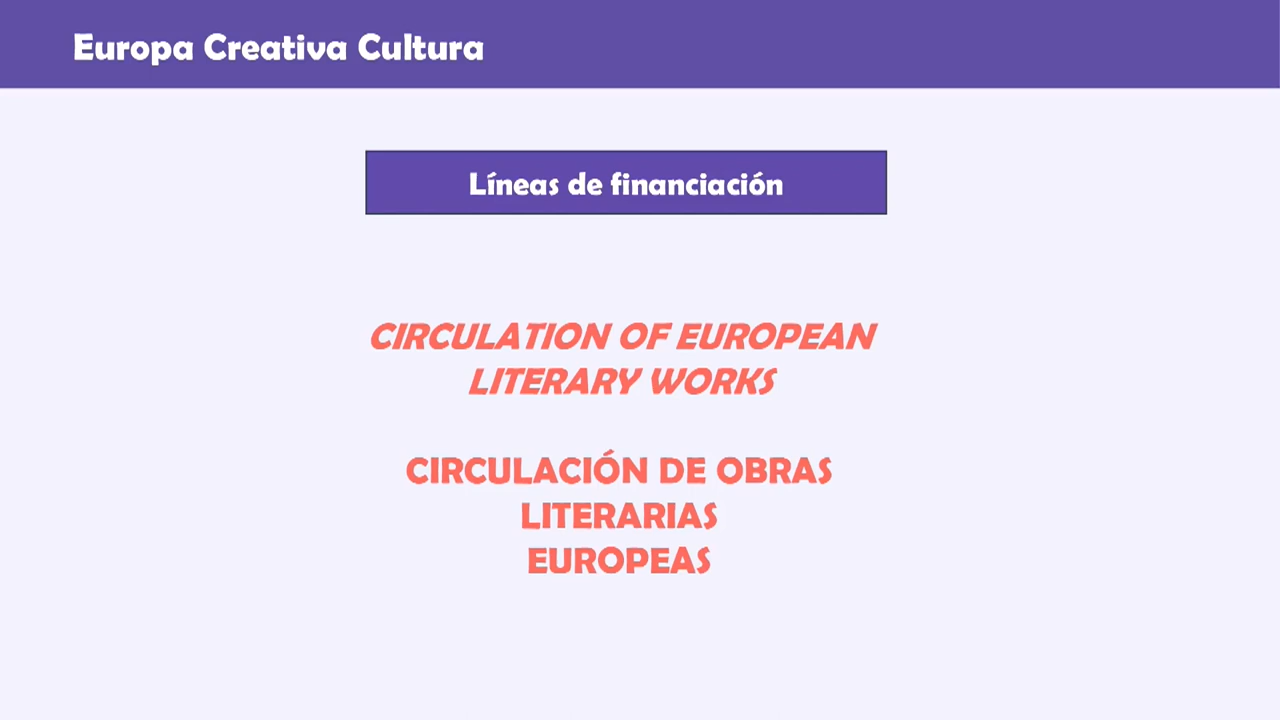 Europa Creativa Cultura
Líneas de financiación
CIRCULATION OF EUROPEAN
LITERARY WORKS
CIRCULACIÓN DE OBRAS
LITERARIAS
EUROPEAS